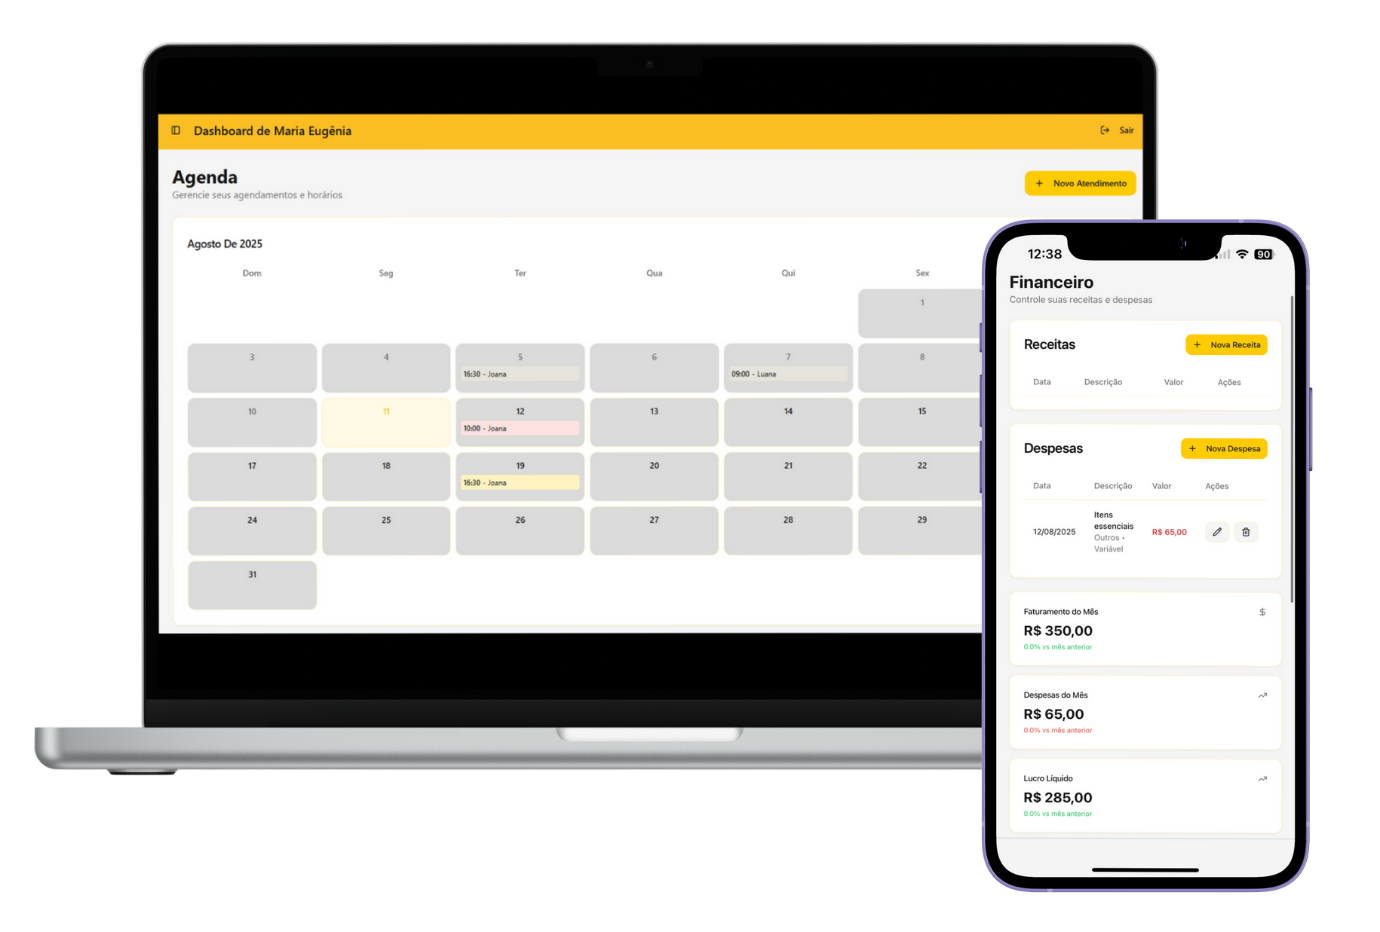 Dashboard de Maria Eugênia
Sair
Agenda
Gerencie seus agendamentos e horários
+ Novo Atendimento
Agosto De 2025
Dom Seg Ter Qua Qui Sex
1
3 4 5 6 7 8
16:30 - Joana 09:00 - Luana
10 11 12 13 14 15
10:00 - Joana
17 18 19 20 21 22
16:30 - Joana
24 25 26 27 28 29
31
12:38
90
Financeiro
Controle suas receitas e despesas
Receitas
+ Nova Receita
Data Descrição Valor Ações
Despesas
+ Nova Despesa
Data Descrição Valor Ações
12/08/2025
Itens
essenciais
Outros •
Variável
R$ 65,00
Faturamento do Mês
$
R$ 350,00
0.0% vs mês anterior
Despesas do Mês
R$ 65,00
0.0% vs mês anterior
Lucro Líquido
R$ 285,00
0.0% vs mês anterior